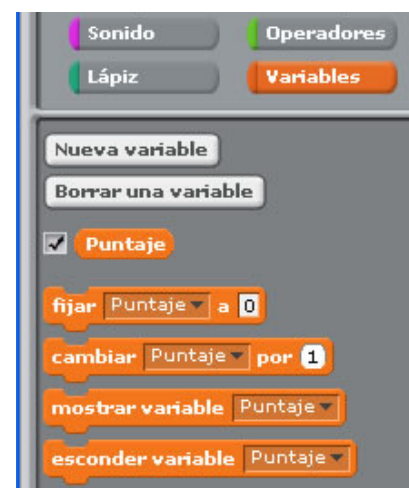 Sonido Operadores
Lápiz Variables
Nueva variable
Borrar una variable
Puntaje
fijar Puntaje a 0
cambiar Puntaje por 1
mostrar variable Puntaje
esconder variable Puntaje